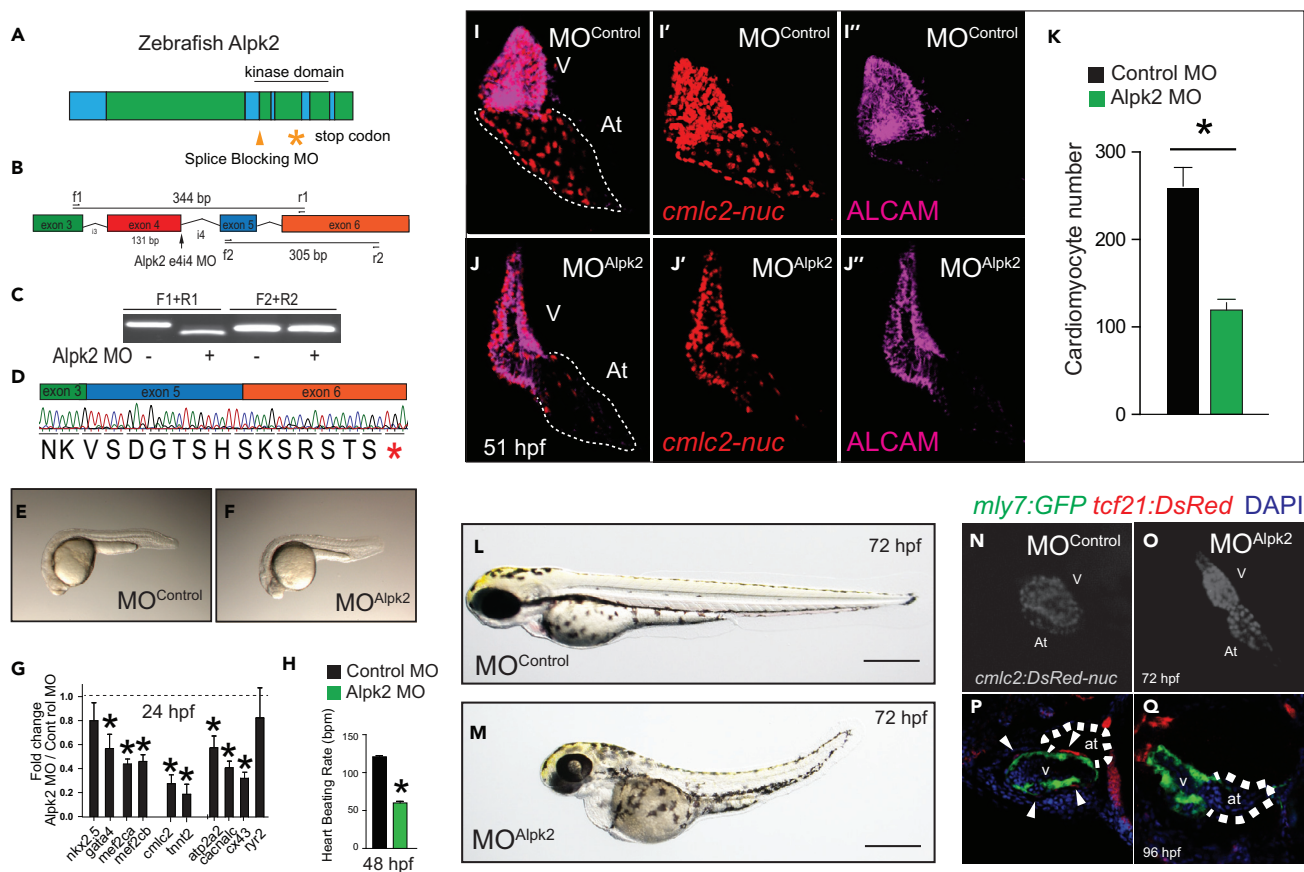 A
Zebrafish Alpk2
kinase domain
stop codon
Splice Blocking MO
*
B
f1
344 bp
r1
exon 3
i3
exon 4
i4
exon 5
exon 6
131 bp
Alpk2 e4i4 MO
f2
305 bp
r2
C
F1+R1
F2+R2
Alpk2 MO - + - +
D
exon 3
exon 5
exon 6
NKVSDGTSHSKSRSTS*
E
MOControl
F
MOAlpk2
G
Fold change
Alpk2 MO / Cont rol MO
24 hpf
1.0
0.8
0.6
0.4
0.2
0.0
* * * * * * * * *
nkx2.5
gata4
mef2ca
mef2cb
cmlc2
tnnt2
atp2a2
cacnalc
cx43
ryr2
H
Control MO
Alpk2 MO
Heart Beating Rate (bpm)
150
100
50
0
*
48 hpf
I
MOControl
V
At
I'
MOControl
cmlc2-nuc
I''
MOControl
ALCAM
J
MOAlpk2
V
At
51 hpf
J'
MOAlpk2
cmlc2-nuc
J''
MOAlpk2
ALCAM
K
Control MO
Alpk2 MO
*
Cardiomyocyte number
300
200
100
0
L
72 hpf
MOControl
M
72 hpf
MOAlpk2
mly7:GFP tcf21:DsRed DAPI
N
MOControl
V
At
cmlc2:DsRed-nuc
O
MOAlpk2
V
At
72 hpf
P
at
v
Q
v
at
96 hpf